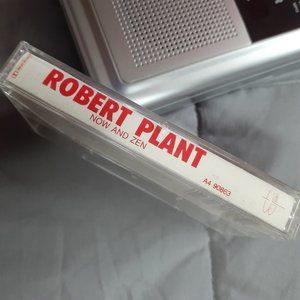 ROBERT PLANT
NOW AND ZEN
A4 90863